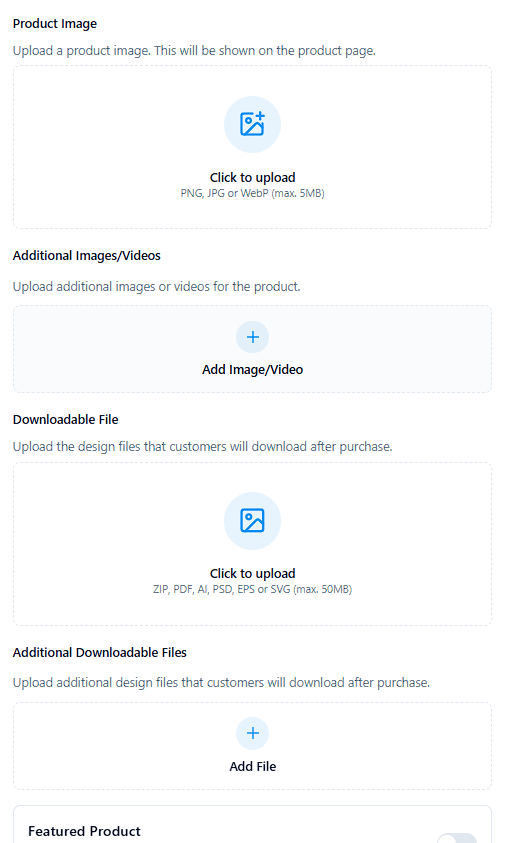 Product Image
Upload a product image. This will be shown on the product page.
Click to upload
PNG, JPG or WebP (max. 5MB)
Additional Images/Videos
Upload additional images or videos for the product.
Add Image/Video
Downloadable File
Upload the design files that customers will download after purchase.
Click to upload
ZIP, PDF, AI, PSD, EPS or SVG (max. 50MB)
Additional Downloadable Files
Upload additional design files that customers will download after purchase.
Add File
Featured Product